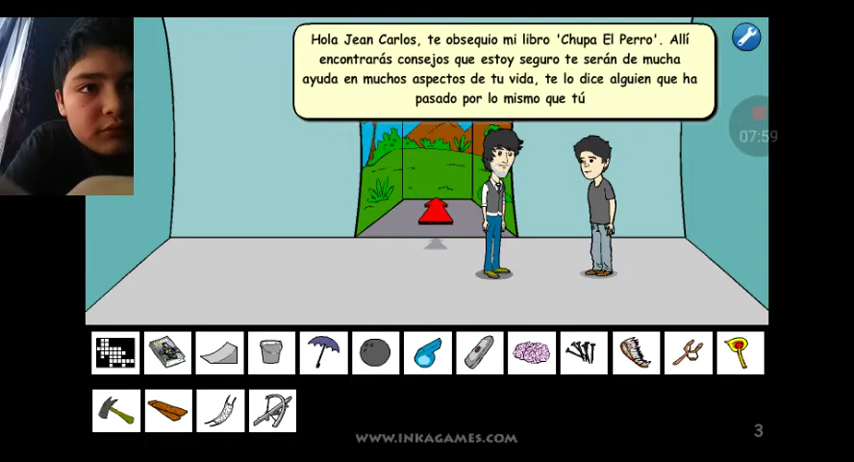 Hola Jean Carlos, te obsequio mi libro 'Chupa El Perro'. Allí
encontrarás consejos que estoy seguro te serán de mucha
ayuda en muchos aspectos de tu vida, te lo dice alguien que ha
pasado por lo mismo que tú
07:59
3
WWW.INKAGAMES.COM